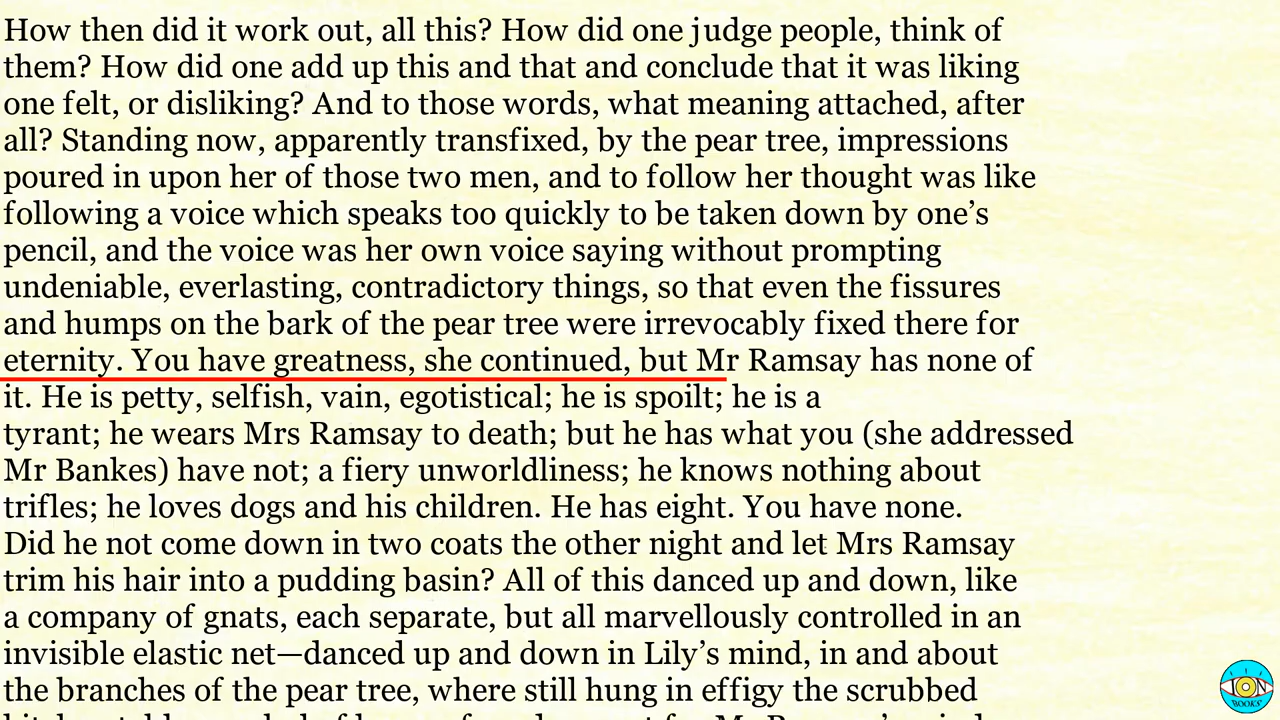 How then did it work out, all this? How did one judge people, think of
them? How did one add up this and that and conclude that it was liking
one felt, or disliking? And to those words, what meaning attached, after
all? Standing now, apparently transfixed, by the pear tree, impressions
poured in upon her of those two men, and to follow her thought was like
following a voice which speaks too quickly to be taken down by one’s
pencil, and the voice was her own voice saying without prompting
undeniable, everlasting, contradictory things, so that even the fissures
and humps on the bark of the pear tree were irrevocably fixed there for
eternity. You have greatness, she continued, but Mr Ramsay has none of
it. He is petty, selfish, vain, egotistical; he is spoilt; he is a
tyrant; he wears Mrs Ramsay to death; but he has what you (she addressed
Mr Bankes) have not; a fiery unworldliness; he knows nothing about
trifles; he loves dogs and his children. He has eight. You have none.
Did he not come down in two coats the other night and let Mrs Ramsay
trim his hair into a pudding basin? All of this danced up and down, like
a company of gnats, each separate, but all marvellously controlled in an
invisible elastic net—danced up and down in Lily’s mind, in and about
the branches of the pear tree, where still hung in effigy the scrubbed
ION
BOOKS